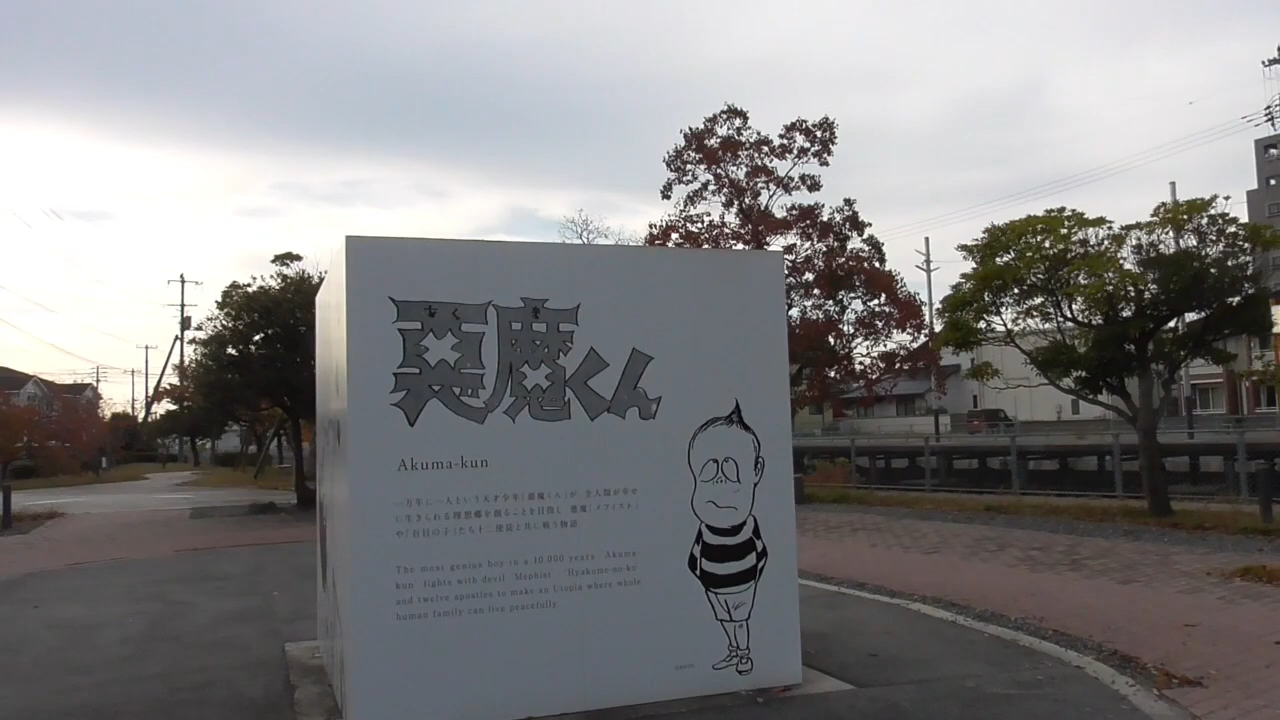 悪魔くん
あくま
Akuma-kun
一万年に一人という天才少年「悪魔くん」が、全人類が幸せ
に生きられる理想郷を創ることを目指し、悪魔「メフィスト」
や「百目の子」たち十二使徒と共に戦う物語
The most genius boy in a 10,000 years "Akuma-
kun" fights with devil "Mephist", "Hyakume-no-ko"
and twelve apostles to make an Utopia where whole
human family can live peacefully.